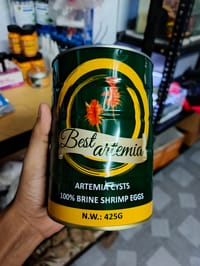 Best
artemia
ARTEMIA CYSTS
100% BRINE SHRIMP EGGS
N.W.: 425G